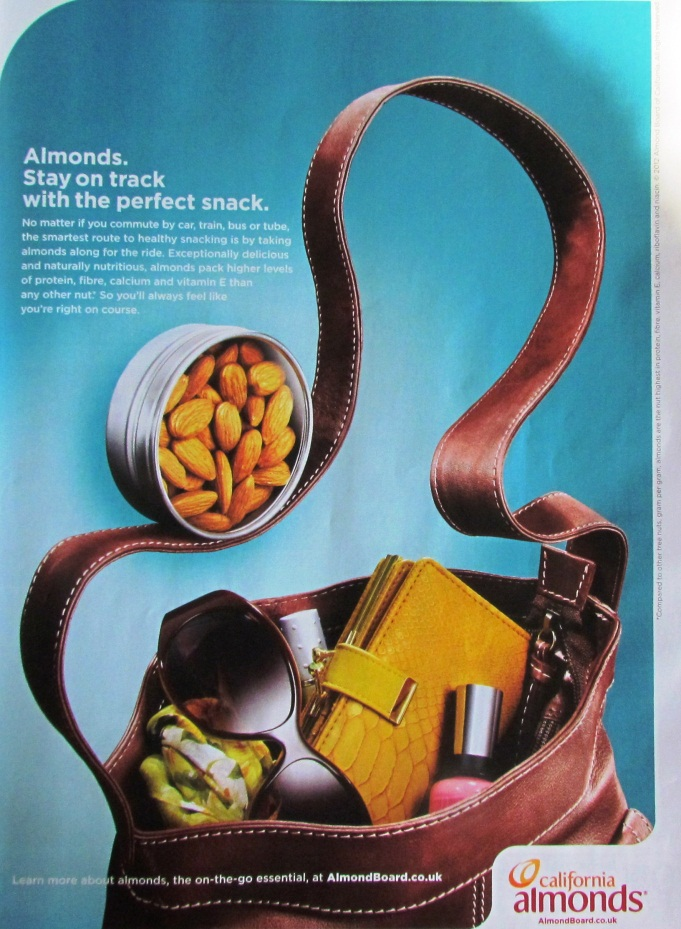 Almonds.
Stay on track
with the perfect snack.
No matter if you commute by car, train, bus or tube,
the smartest route to healthy snacking is by taking
almonds along for the ride. Exceptionally delicious
and naturally nutritious, almonds pack higher levels
of protein, fibre, calcium and vitamin E than
any other nut.* So you'll always feel like
you're right on course.
*Compared to other tree nuts, gram per gram, almonds are the nut highest in protein, fibre, vitamin E, calcium, riboflavin and niacin. © 2012 Almond Board of California. All rights reserved.
Learn more about almonds, the on-the-go essential, at AlmondBoard.co.uk
california
almonds®
AlmondBoard.co.uk